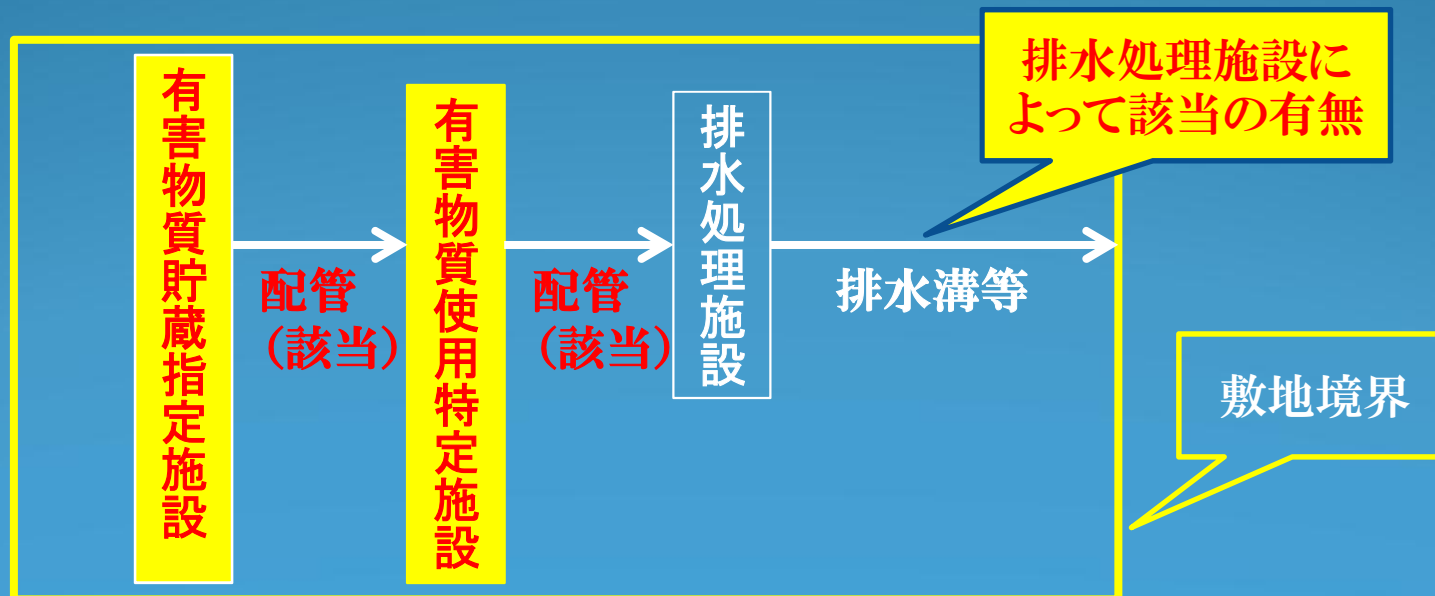 有害物質貯蔵指定施設
配管
（該当）
有害物質使用特定施設
配管
（該当）
排水処理施設
排水溝等
排水処理施設に
よって該当の有無
敷地境界